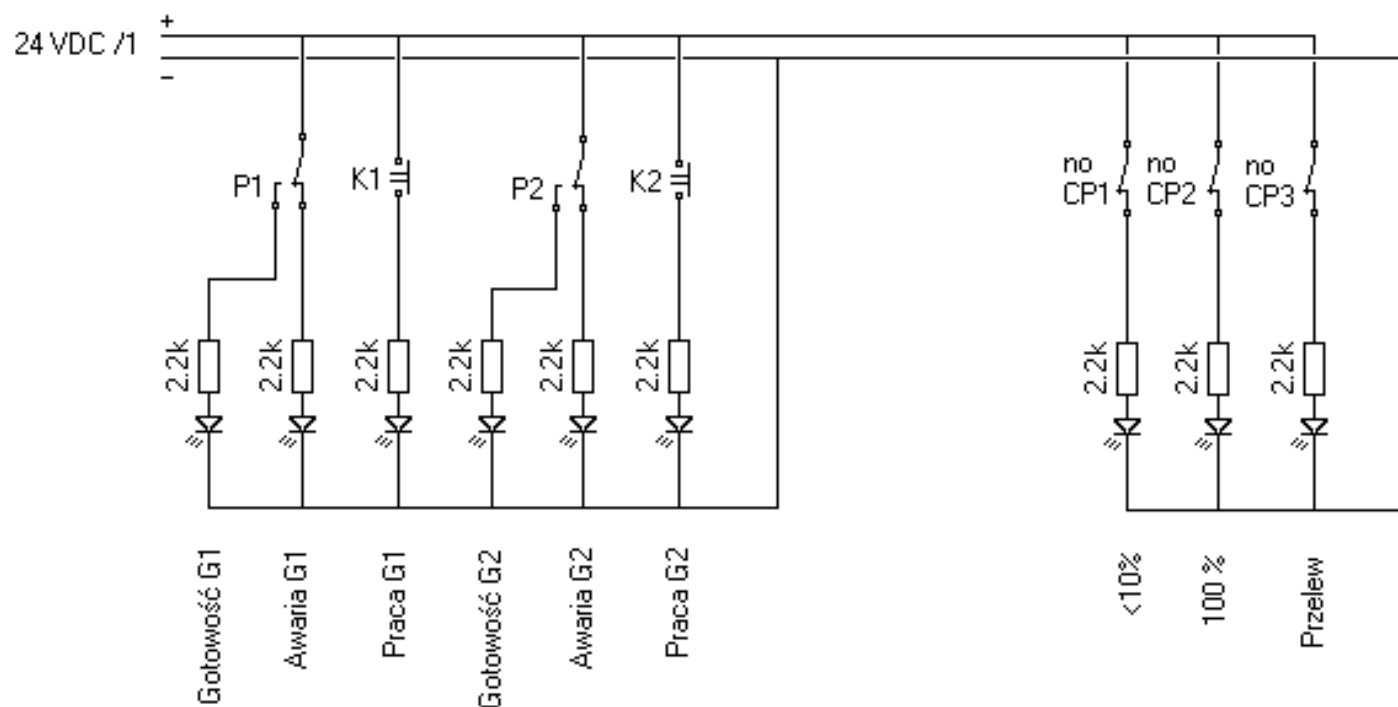 +
24 VDC /1
−
P1
K1
P2
K2
no
CP1
no
CP2
no
CP3
2.2k
2.2k
2.2k
2.2k
2.2k
2.2k
2.2k
2.2k
2.2k
Gotowość G1
Awaria G1
Praca G1
Gotowość G2
Awaria G2
Praca G2
<10%
100 %
Przelew